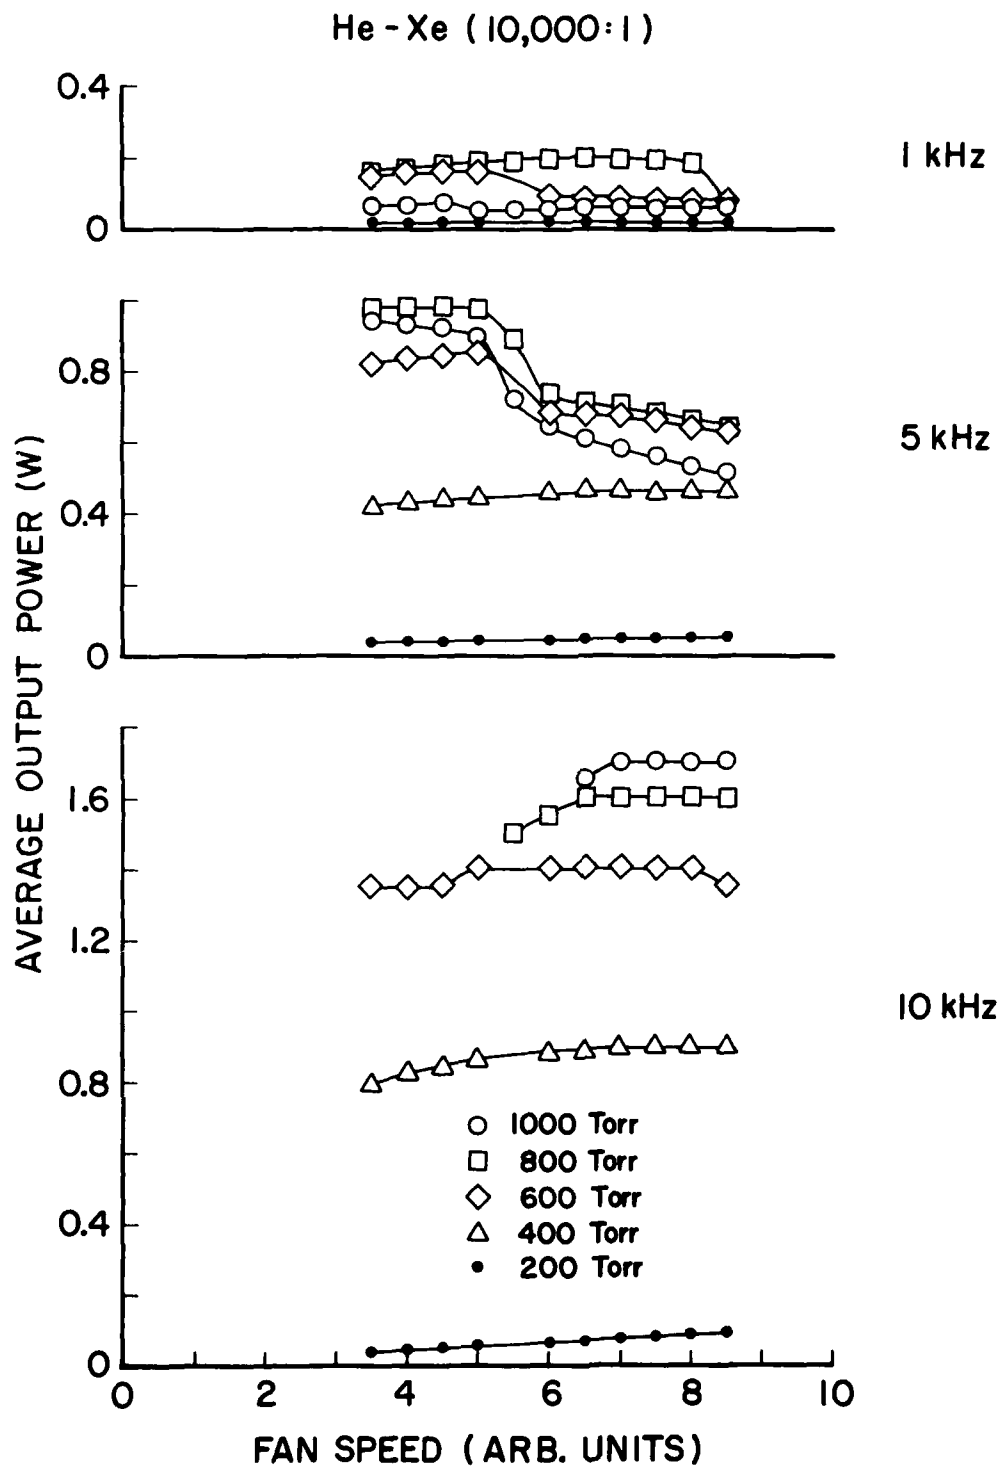 He-Xe (10,000:1)
0.4
0
1 kHz
0.8
0.4
0
5 kHz
AVERAGE OUTPUT POWER (W)
1.6
1.2
0.8
0.4
0
10 kHz
1000 Torr
800 Torr
600 Torr
400 Torr
200 Torr
0 2 4 6 8 10
FAN SPEED (ARB. UNITS)